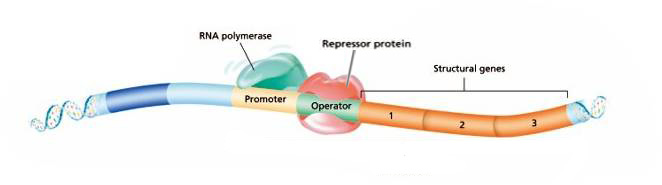 RNA polymerase
Repressor protein
Structural genes
Promoter
Operator
1
2
3